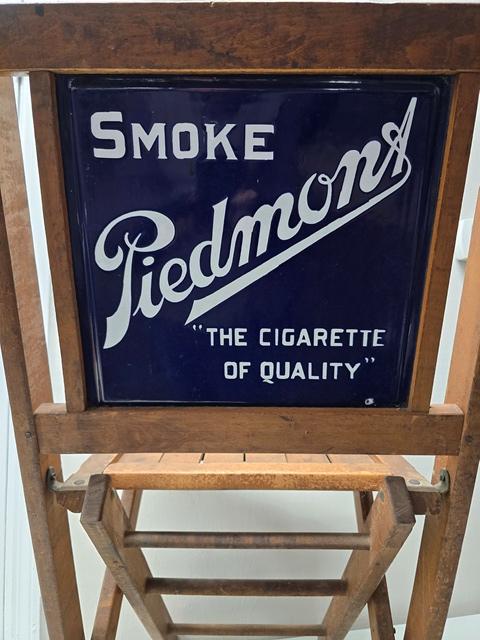 SMOKE
Piedmont
"THE CIGARETTE
OF QUALITY"